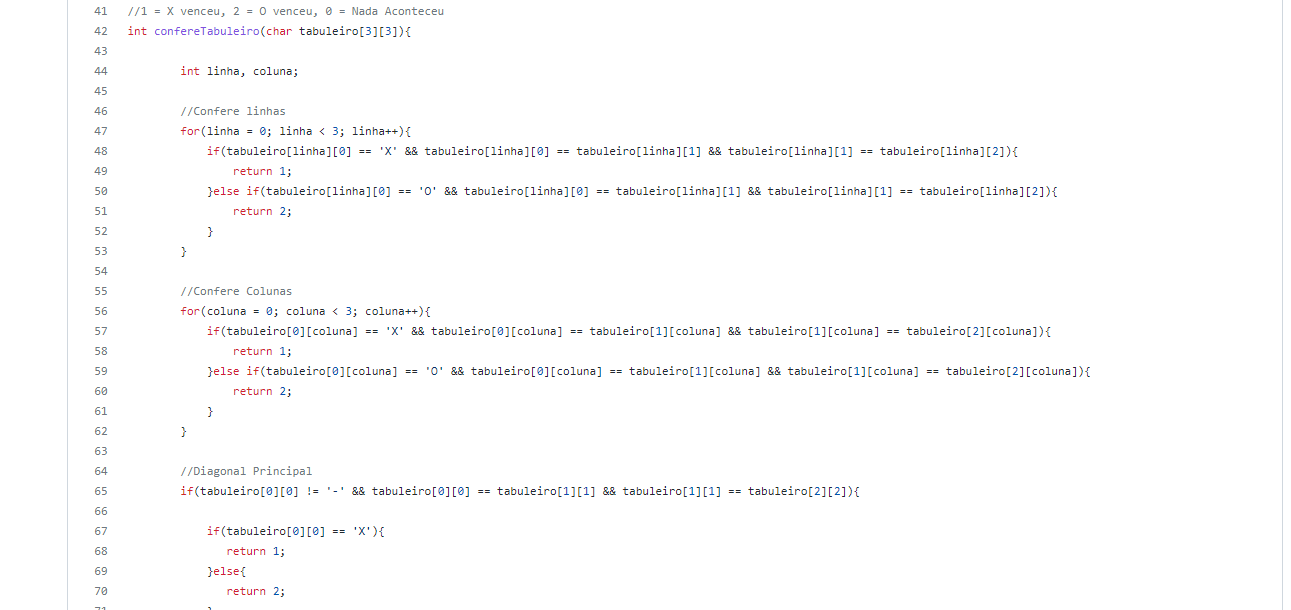 41 //1 = X venceu, 2 = O venceu, 0 = Nada Aconteceu
42 int confereTabuleiro(char tabuleiro[3][3]){
43
44 int linha, coluna;
45
46 //Confere linhas
47 for(linha = 0; linha < 3; linha++){
48 if(tabuleiro[linha][0] == 'X' && tabuleiro[linha][0] == tabuleiro[linha][1] && tabuleiro[linha][1] == tabuleiro[linha][2]){
49 return 1;
50 }else if(tabuleiro[linha][0] == 'O' && tabuleiro[linha][0] == tabuleiro[linha][1] && tabuleiro[linha][1] == tabuleiro[linha][2]){
51 return 2;
52 }
53 }
54
55 //Confere Colunas
56 for(coluna = 0; coluna < 3; coluna++){
57 if(tabuleiro[0][coluna] == 'X' && tabuleiro[0][coluna] == tabuleiro[1][coluna] && tabuleiro[1][coluna] == tabuleiro[2][coluna]){
58 return 1;
59 }else if(tabuleiro[0][coluna] == 'O' && tabuleiro[0][coluna] == tabuleiro[1][coluna] && tabuleiro[1][coluna] == tabuleiro[2][coluna]){
60 return 2;
61 }
62 }
63
64 //Diagonal Principal
65 if(tabuleiro[0][0] != '-' && tabuleiro[0][0] == tabuleiro[1][1] && tabuleiro[1][1] == tabuleiro[2][2]){
66
67 if(tabuleiro[0][0] == 'X'){
68 return 1;
69 }else{
70 return 2;